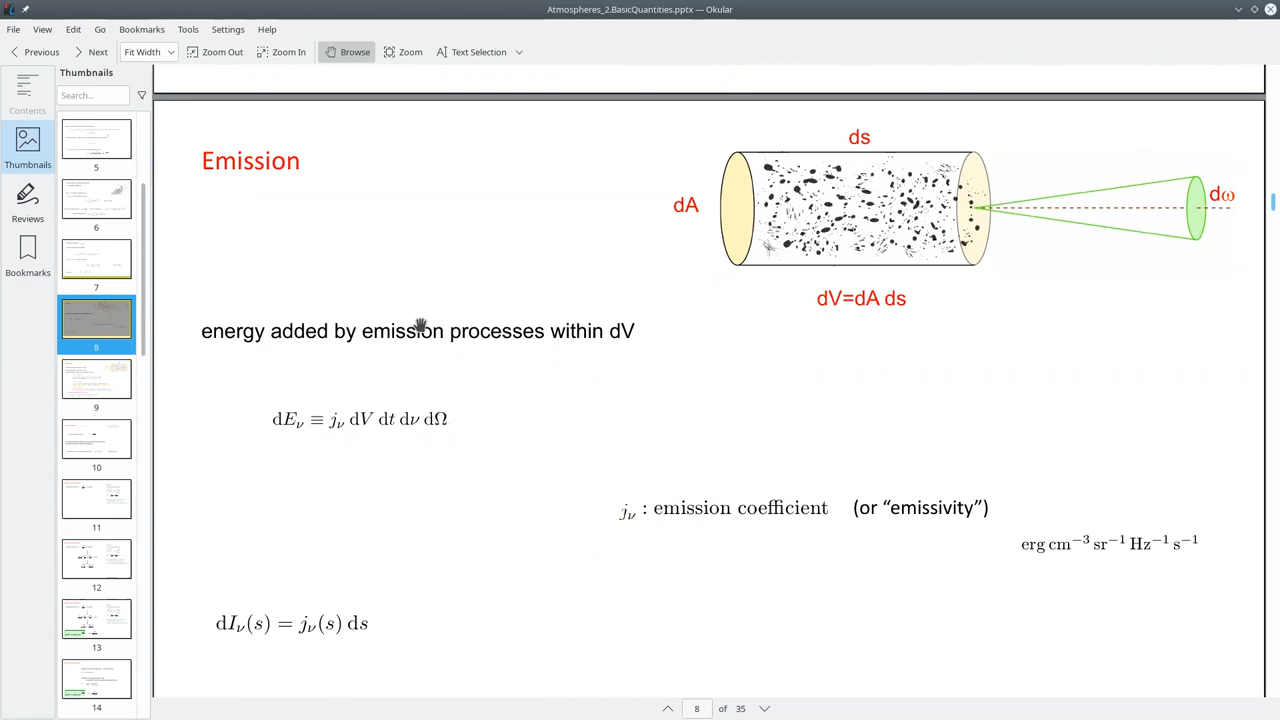 Atmospheres_2.BasicQuantities.pptx — Okular
File View Edit Go Bookmarks Tools Settings Help
Previous Next Fit Width Zoom Out Zoom In Browse Zoom Text Selection
Thumbnails
Search...
Contents
Thumbnails
Reviews
Bookmarks
5
6
7
8
9
10
11
12
13
14
Emission
ds
dA
dω
dV=dA ds
energy added by emission processes within dV
dE_ν ≡ j_ν dV dt dν dΩ
j_ν : emission coefficient (or “emissivity”)
erg cm⁻³ sr⁻¹ Hz⁻¹ s⁻¹
dI_ν(s) = j_ν(s) ds
8 of 35